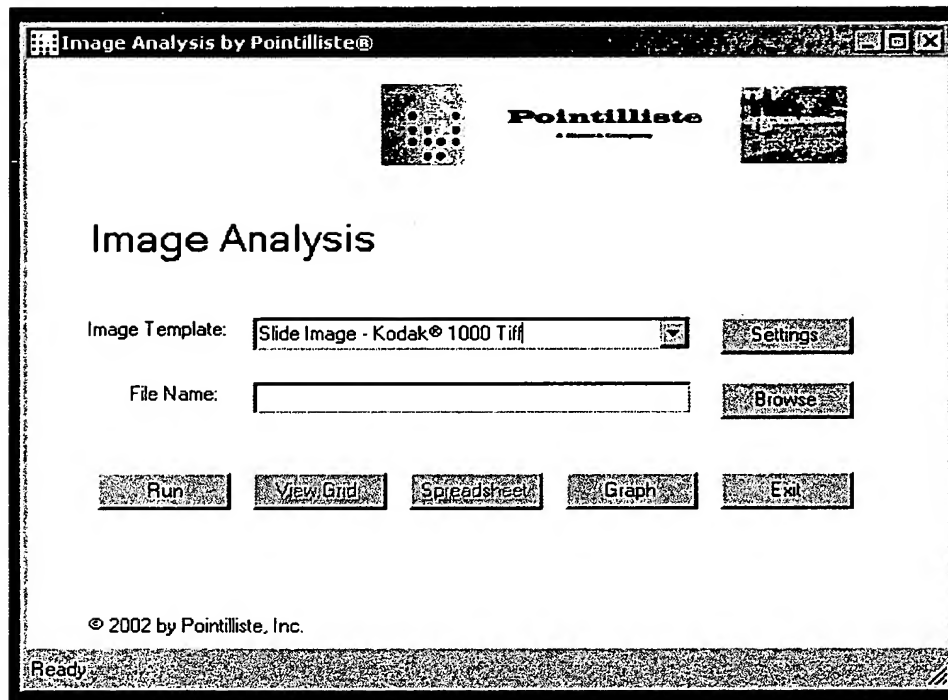 Image Analysis by Pointilliste®
Pointilliste
Image Analysis
Image Template: Slide Image - Kodak® 1000 Tiff Settings
File Name: Browse
Run View Grid Spreadsheet Graph Exit
© 2002 by Pointilliste, Inc.
Ready